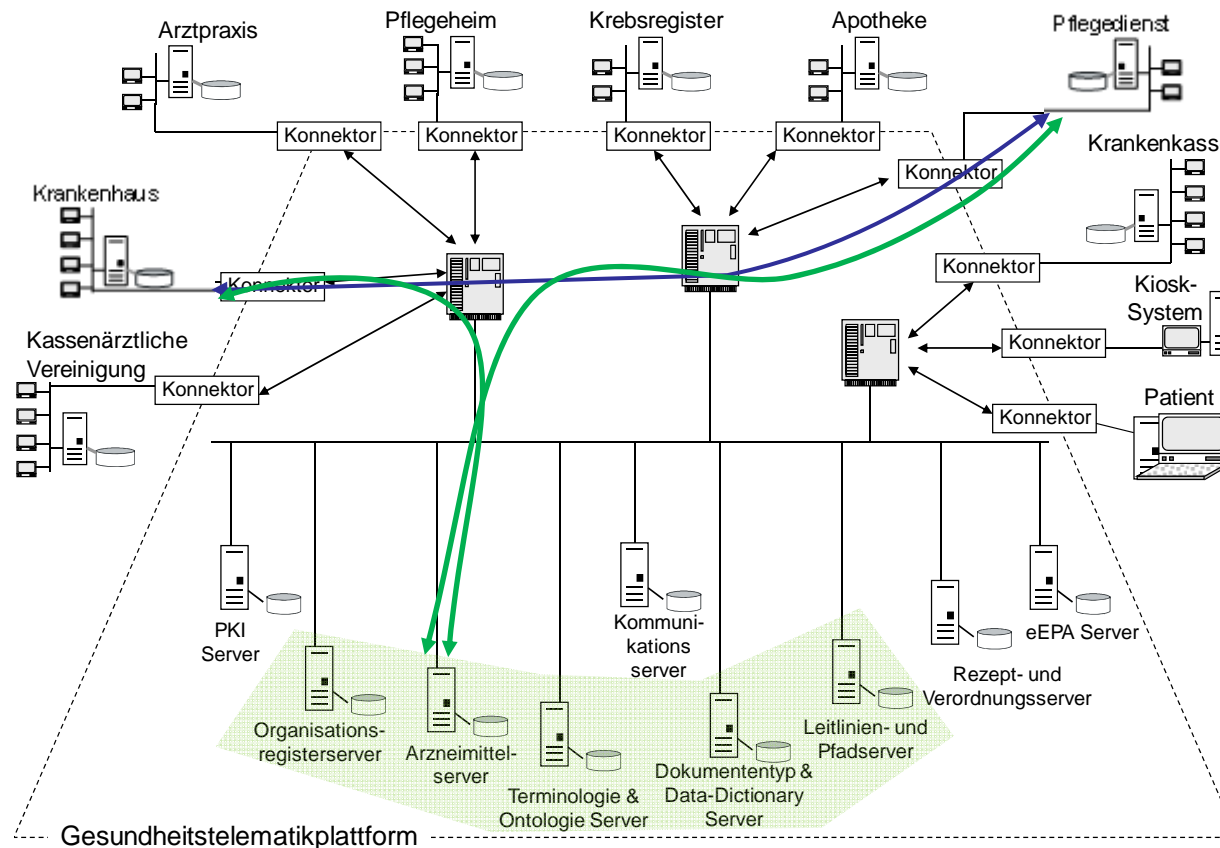 Arztpraxis
Pflegeheim
Krebsregister
Apotheke
Pflegedienst
Konnektor
Konnektor
Konnektor
Konnektor
Krankenkass
Konnektor
Krankenhaus
Konnektor
Konnektor
Kiosk-
System
Kassenärztliche
Vereinigung
Konnektor
Konnektor
Patient
Konnektor
PKI
Server
Kommuni-
kations
server
eEPA Server
Rezept- und
Verordnungsserver
Organisations-
registerserver
Arzneimittel-
server
Leitlinien- und
Pfadserver
Terminologie &
Ontologie Server
Dokumententyp &
Data-Dictionary
Server
Gesundheitstelematikplattform